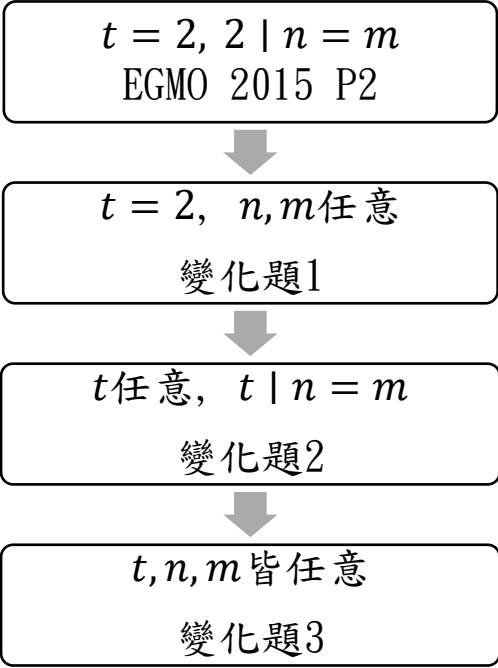 t = 2, 2 | n = m
EGMO 2015 P2
t = 2, n, m任意
變化題1
t任意, t | n = m
變化題2
t, n, m皆任意
變化題3